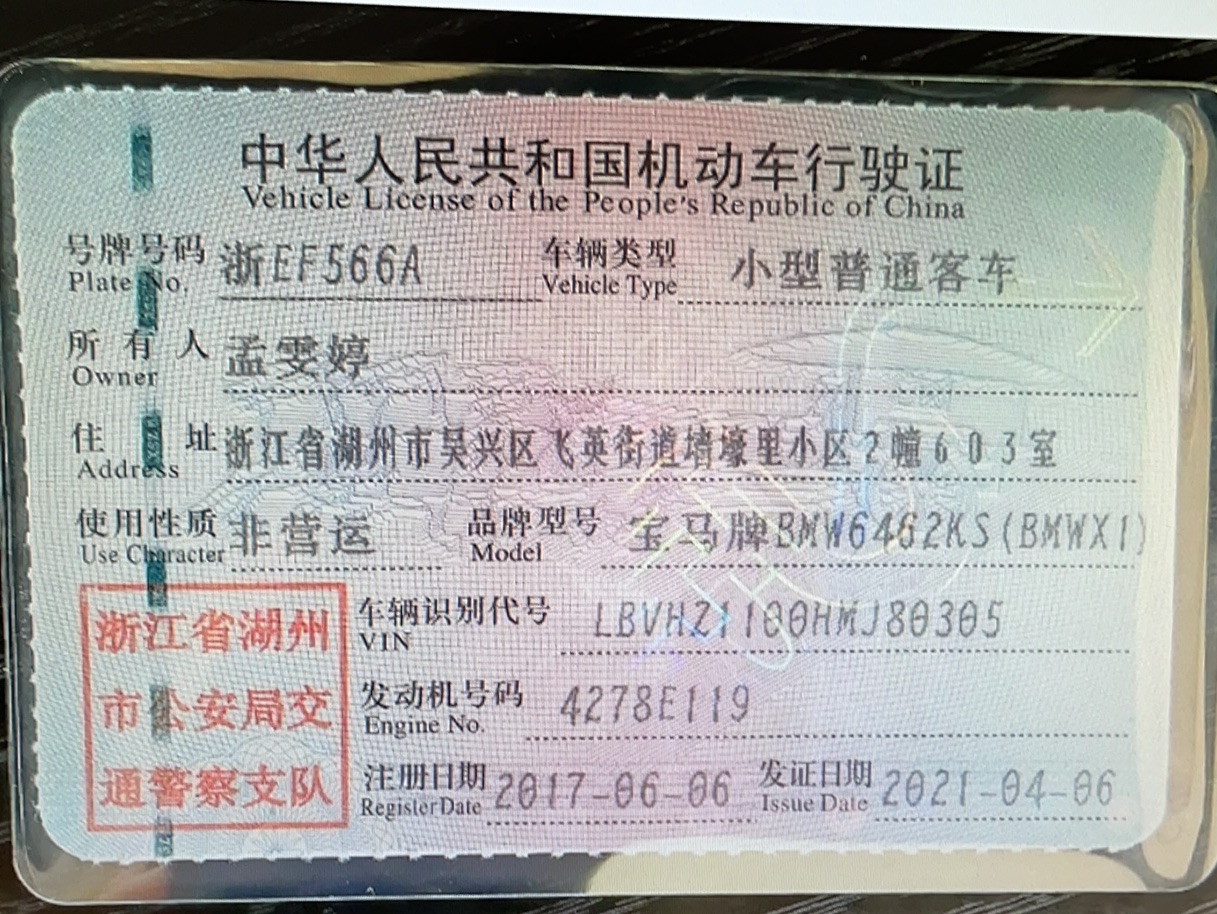 中华人民共和国机动车行驶证
Vehicle License of the People's Republic of China
号牌号码 浙EF566A 车辆类型 小型普通客车
Plate No. Vehicle Type
所有人 孟雯婷
Owner
住址 浙江省湖州市吴兴区飞英街道墙壕里小区2幢603室
Address
使用性质 非营运 品牌型号 宝马牌BMW6462KS(BMWX1)
Use Character Model
浙江省湖州 车辆识别代号 LBVHZ1100HMJ80305
VIN
市公安局交 发动机号码 4278E119
Engine No.
通警察支队 注册日期 2017-06-06 发证日期 2021-04-06
Register Date Issue Date